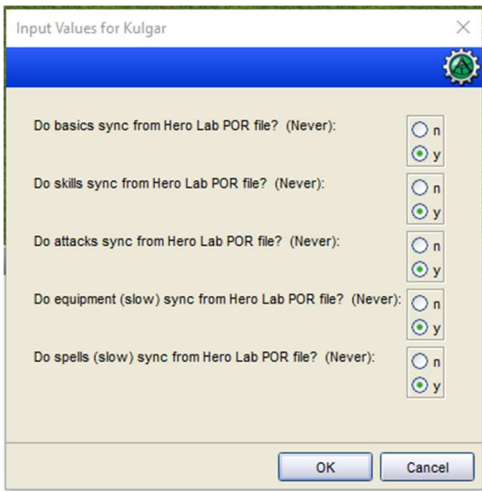 Input Values for Kulgar
Do basics sync from Hero Lab POR file? (Never):
n
y
Do skills sync from Hero Lab POR file? (Never):
n
y
Do attacks sync from Hero Lab POR file? (Never):
n
y
Do equipment (slow) sync from Hero Lab POR file? (Never):
n
y
Do spells (slow) sync from Hero Lab POR file? (Never):
n
y
OK Cancel